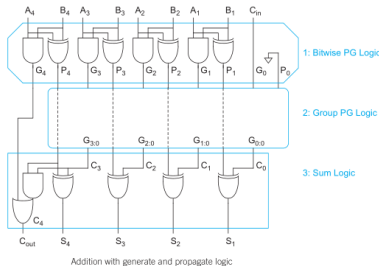 A4 B4 A3 B3 A2 B2 A1 B1 Cin
1: Bitwise PG Logic
G4 P4 G3 P3 G2 P2 G1 P1 G0 P0
2: Group PG Logic
G3:0 G2:0 G1:0 G0:0
C3 C2 C1 C0
3: Sum Logic
C4
Cout S4 S3 S2 S1
Addition with generate and propagate logic